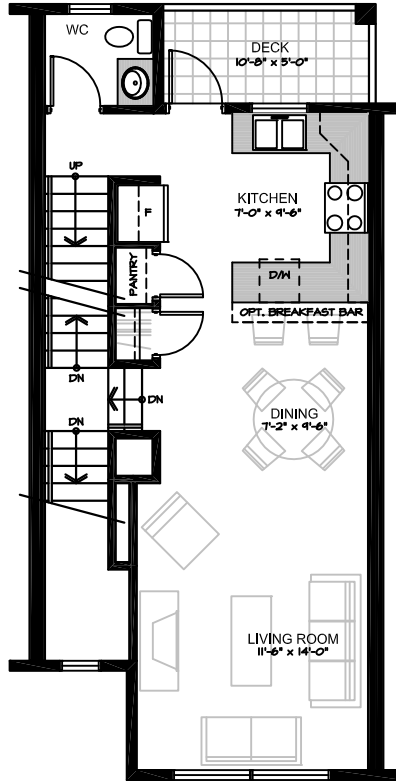 WC
DECK
10'-8" x 5'-0"
UP
F
KITCHEN
7'-0" x 9'-6"
PANTRY
D/W
OPT. BREAKFAST BAR
DN
DN
DN
DINING
7'-2" x 9'-6"
LIVING ROOM
11'-6" x 14'-0"